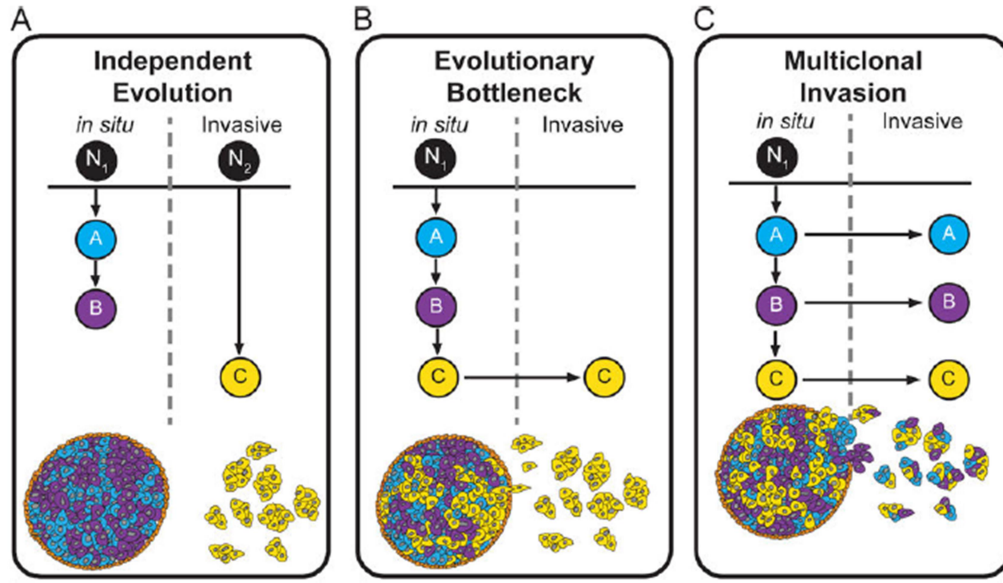 A
Independent
Evolution
in situ
Invasive
N1
N2
A
B
C
B
Evolutionary
Bottleneck
in situ
Invasive
N1
A
B
C
C
C
Multiclonal
Invasion
in situ
Invasive
N1
A
A
B
B
C
C